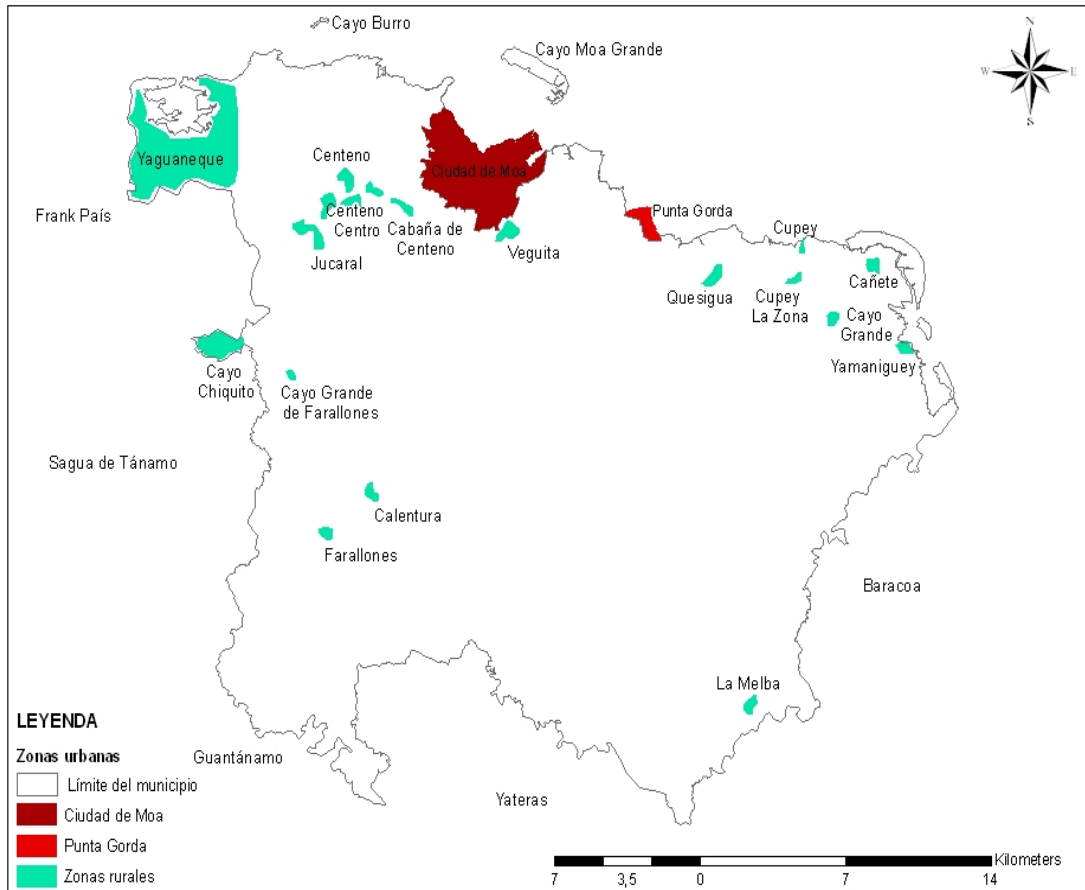 Cayo Burro
Cayo Moa Grande
N
W
E
S
Centeno
Yaguaneque
Ciudad de Moa
Frank País
Centeno
Centro
Cabaña de
Centeno
Punta Gorda
Cupey
Jucaral
Veguita
Quesigua
Cupey
La Zona
Cañete
Cayo
Grande
Yamaniguey
Cayo
Chiquito
Cayo Grande
de Farallones
Sagua de Tánamo
Calentura
Farallones
Baracoa
La Melba
LEYENDA
Zonas urbanas
Límite del municipio
Ciudad de Moa
Punta Gorda
Zonas rurales
Guantánamo
Yateras
Kilometers
7 3,5 0 7 14